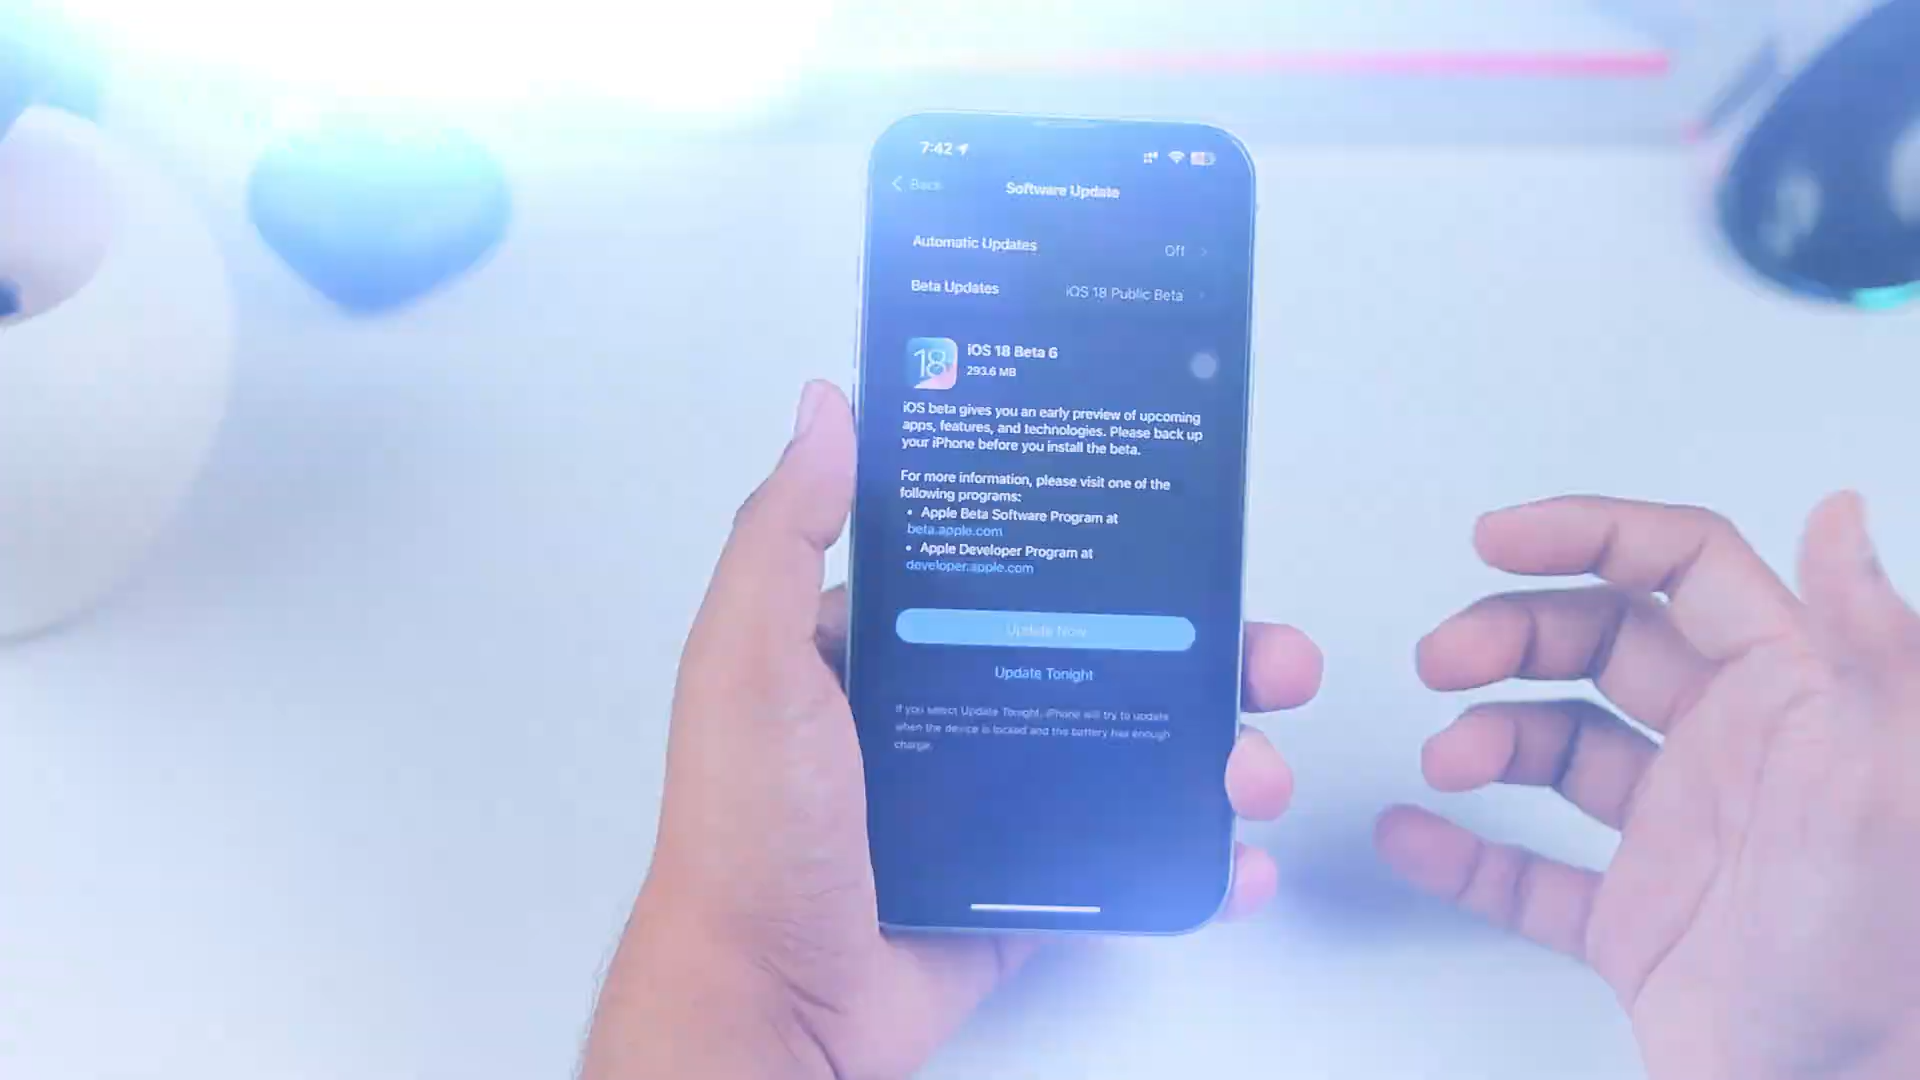 7:42
Back
Software Update
Automatic Updates
Off
Beta Updates
iOS 18 Public Beta
18
iOS 18 Beta 6
293.6 MB
iOS beta gives you an early preview of upcoming
apps, features, and technologies. Please back up
your iPhone before you install the beta.
For more information, please visit one of the
following programs:
• Apple Beta Software Program at
beta.apple.com
• Apple Developer Program at
developer.apple.com
Update Now
Update Tonight
If you select Update Tonight, iPhone will try to update
when the device is locked and the battery has enough
charge.